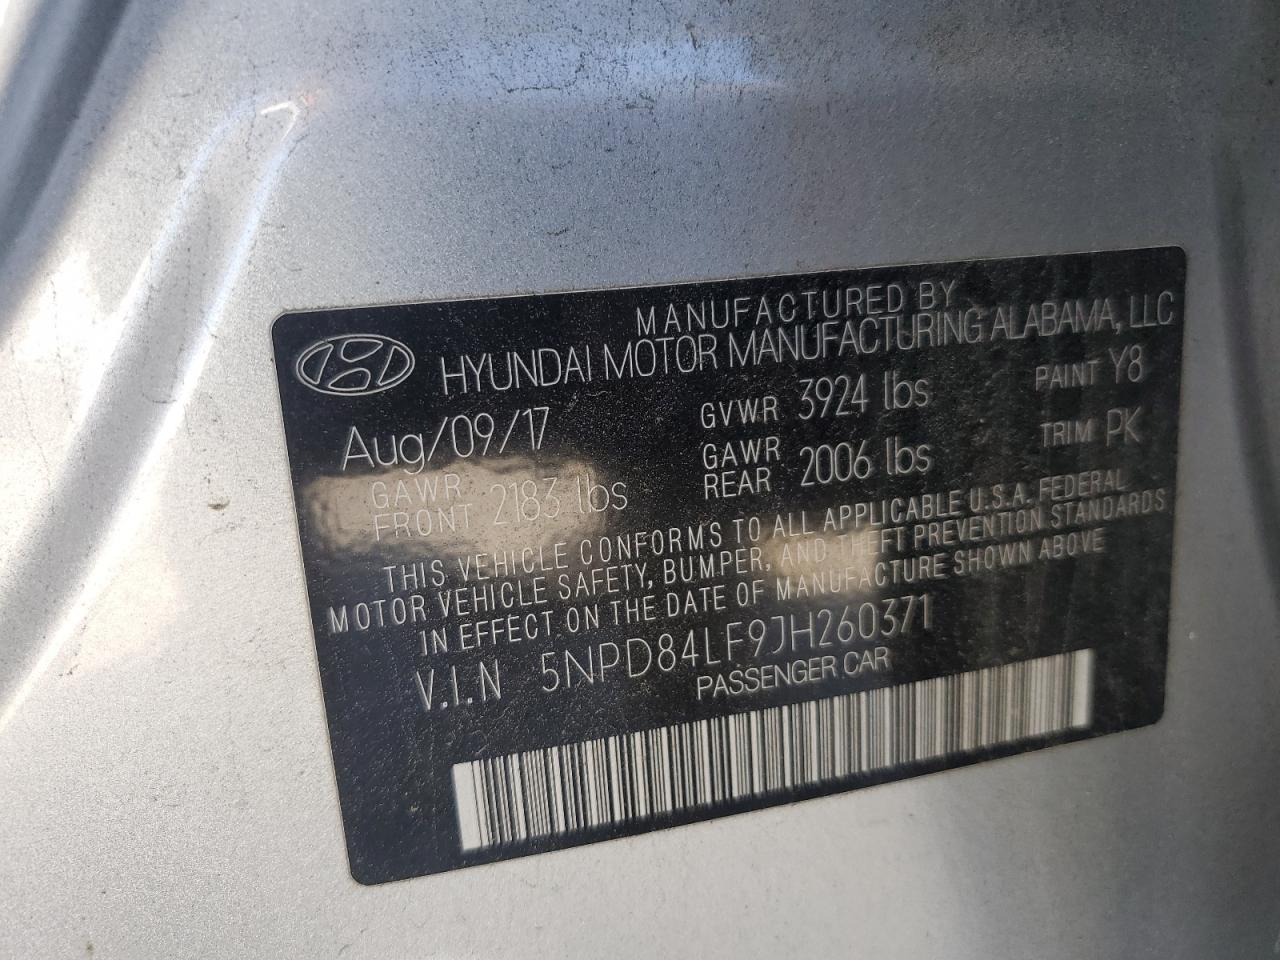 MANUFACTURED BY
HYUNDAI MOTOR MANUFACTURING ALABAMA, LLC
Aug/09/17 GVWR 3924 lbs PAINT Y8
GAWR FRONT 2183 lbs GAWR REAR 2006 lbs TRIM PK
THIS VEHICLE CONFORMS TO ALL APPLICABLE U.S.A. FEDERAL
MOTOR VEHICLE SAFETY, BUMPER, AND THEFT PREVENTION STANDARDS
IN EFFECT ON THE DATE OF MANUFACTURE SHOWN ABOVE
V.I.N 5NPD84LF9JH260371
PASSENGER CAR